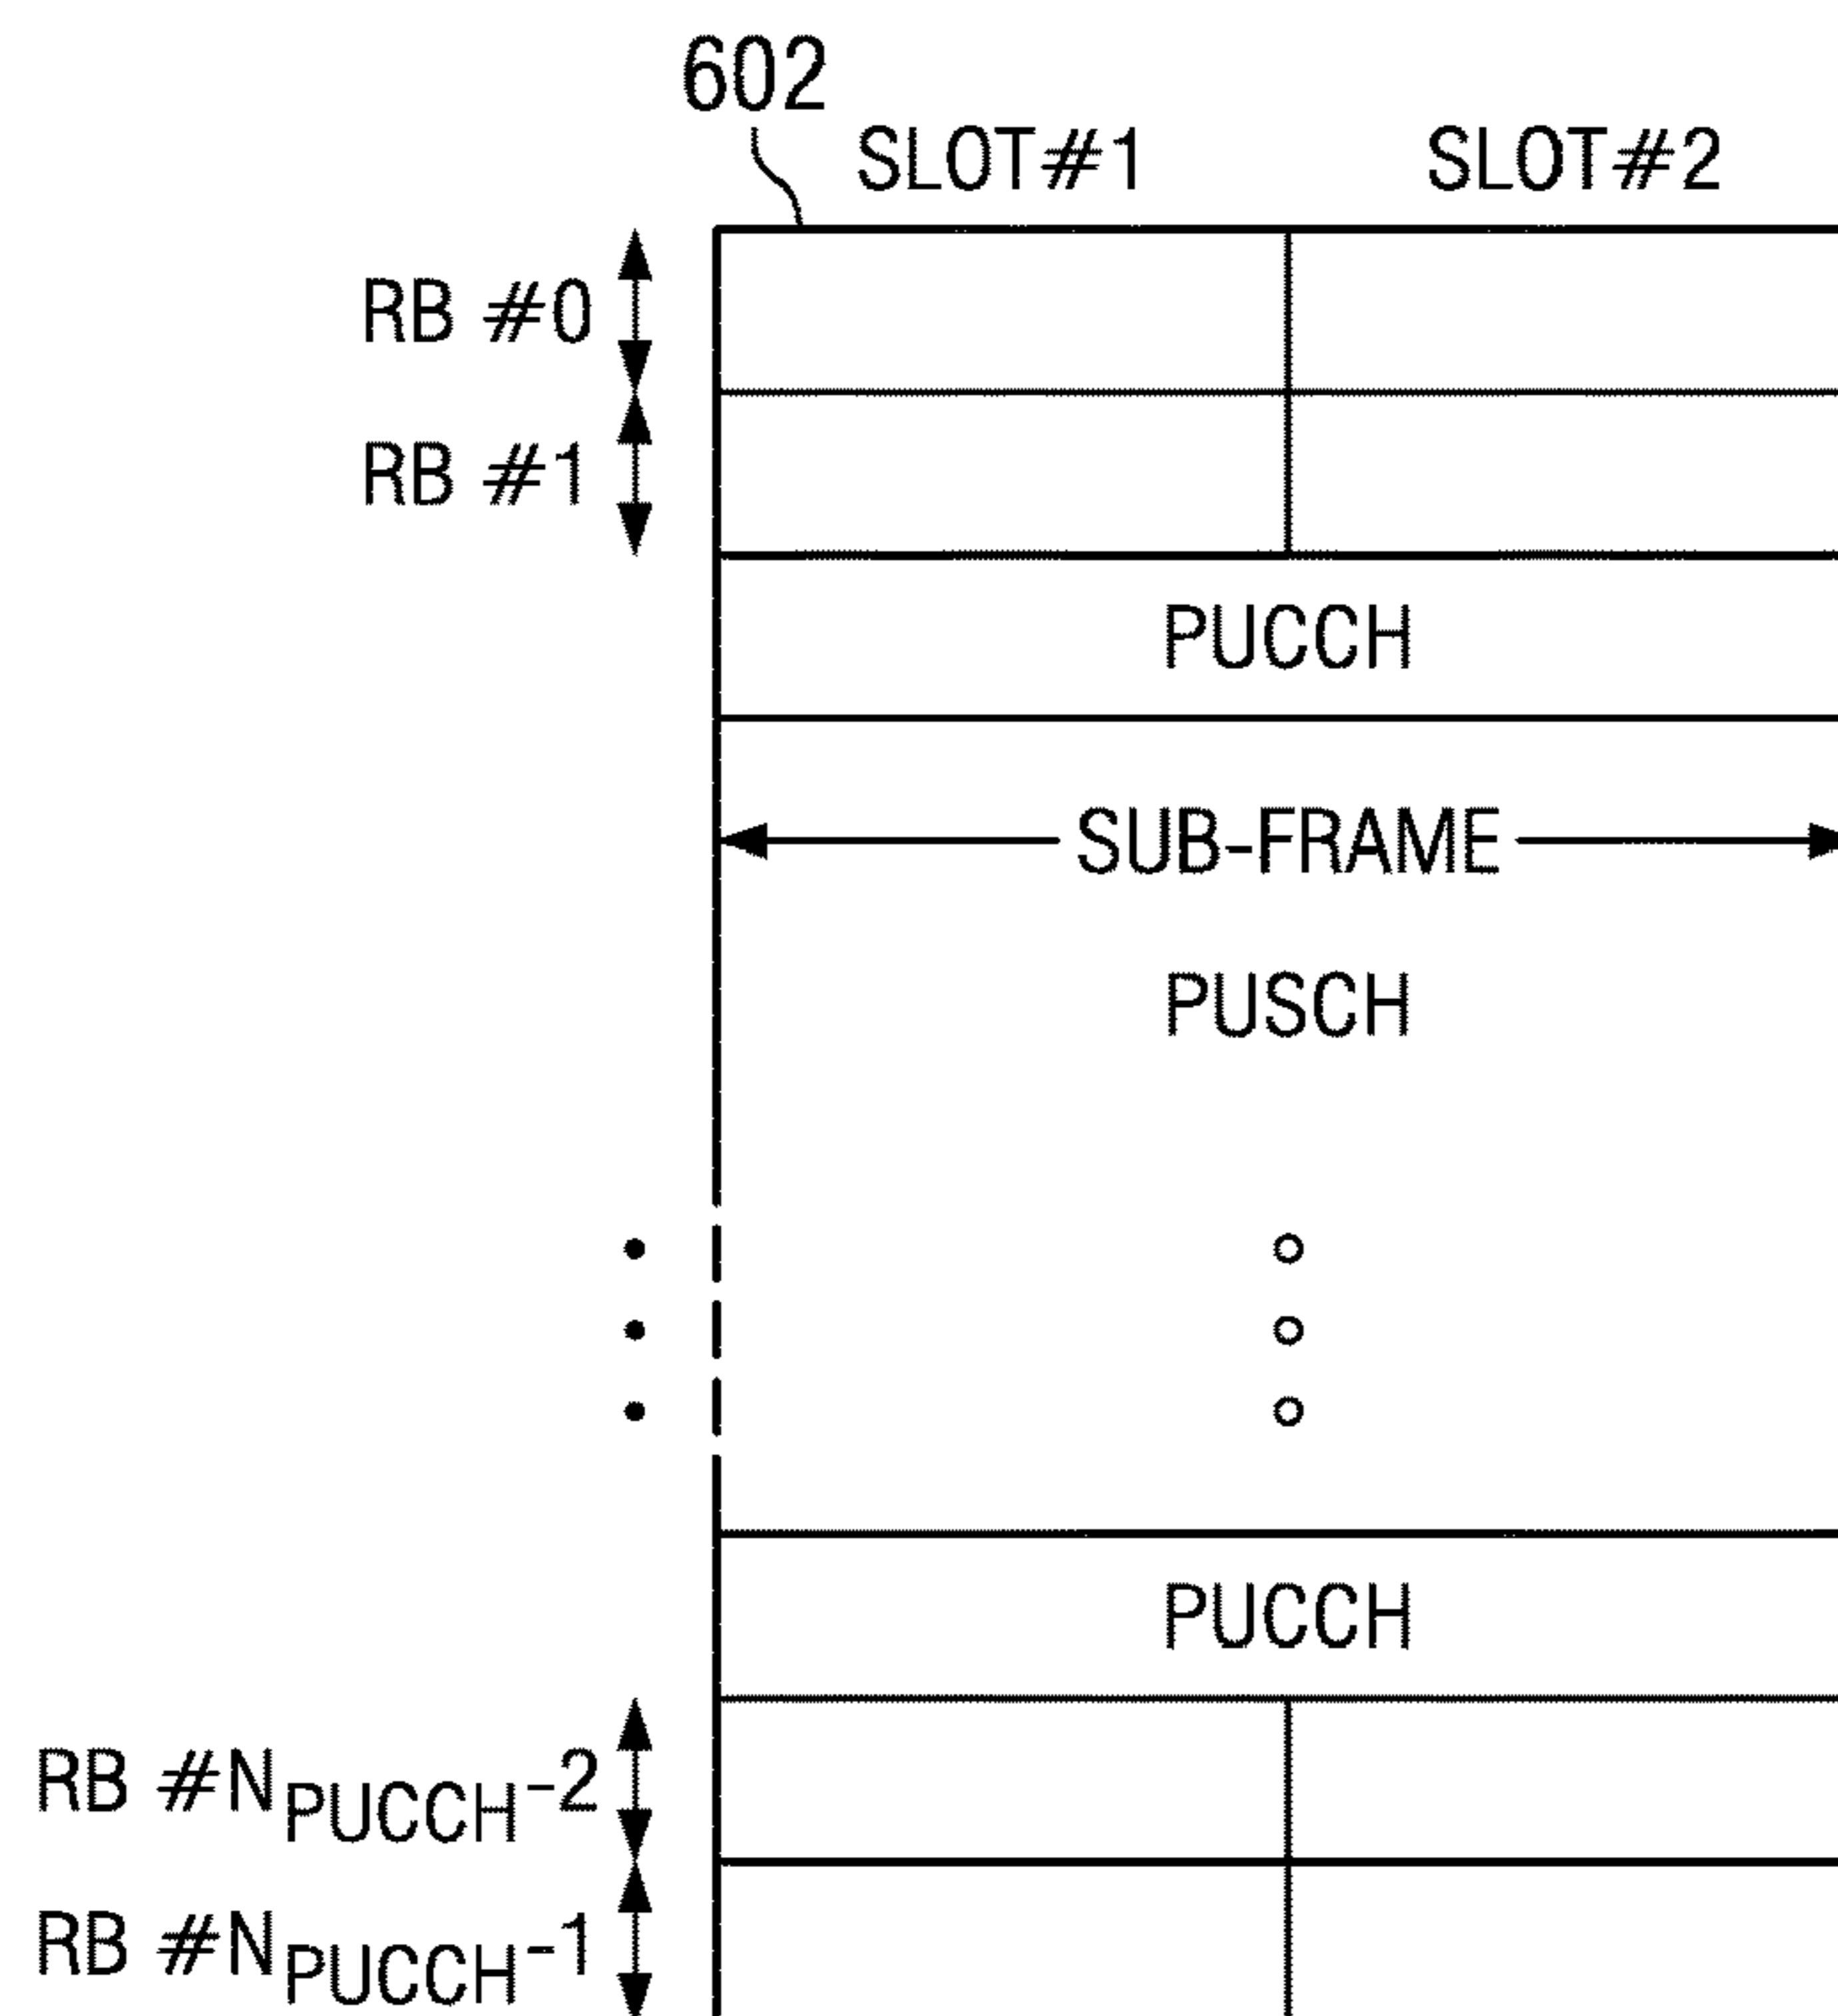 602
SLOT#1 SLOT#2
RB #0
RB #1
PUCCH
SUB-FRAME
PUSCH
PUCCH
RB #NPUCCH-2
RB #NPUCCH-1